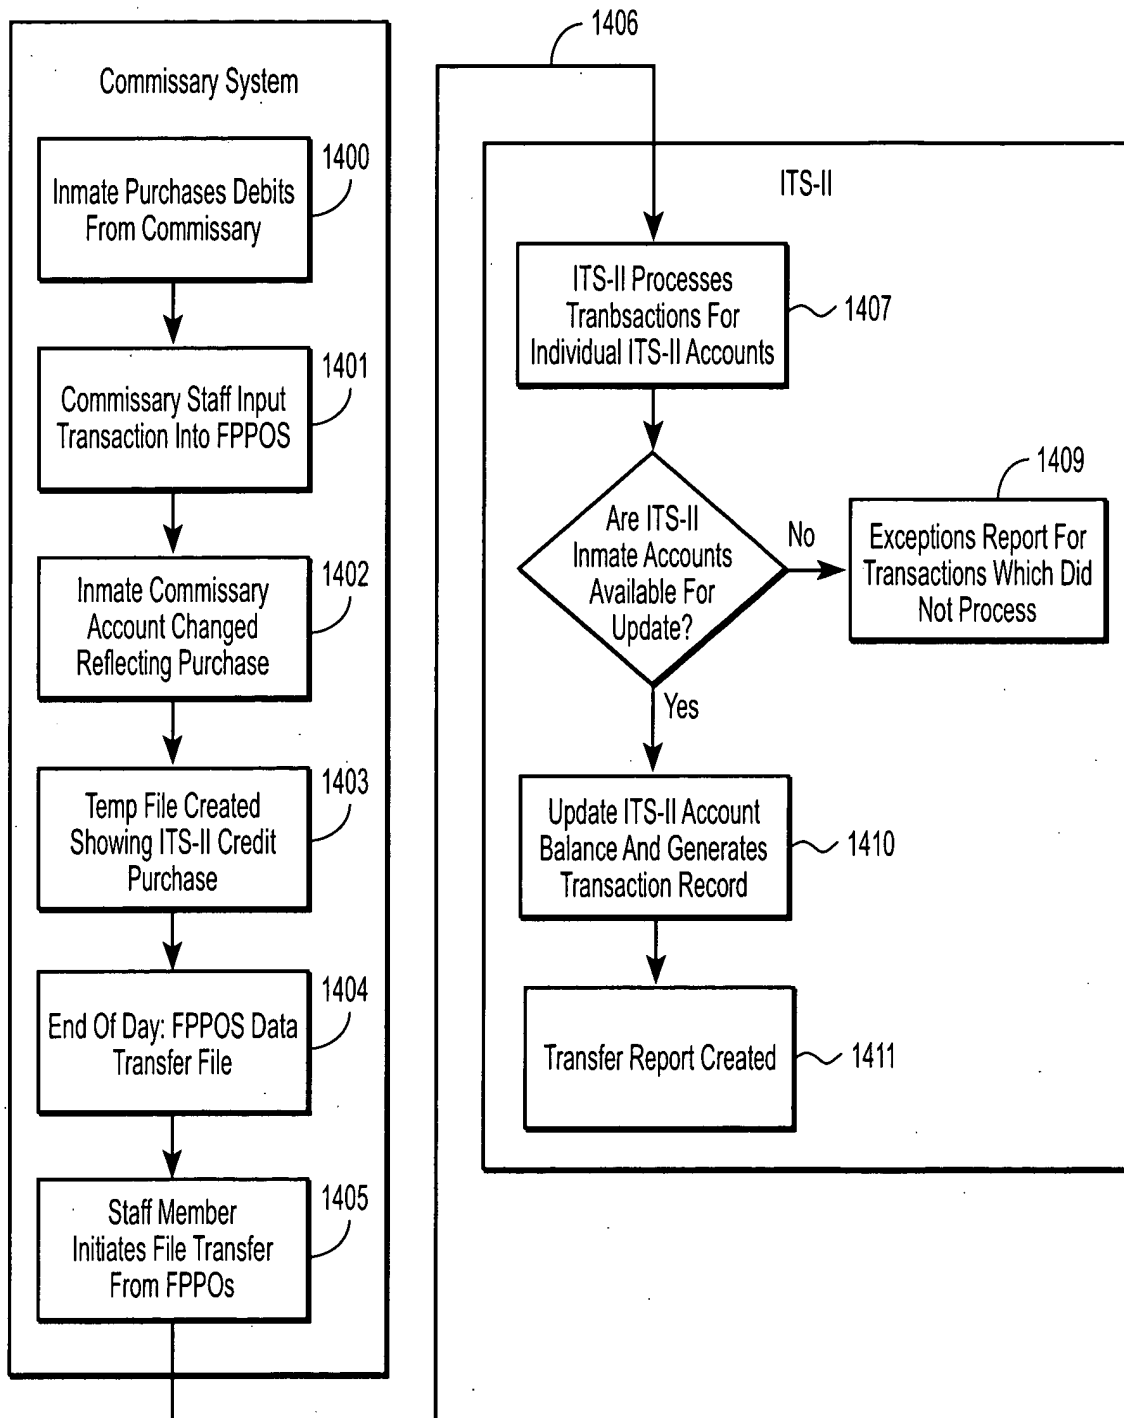 Commissary System
1400
Inmate Purchases Debits
From Commissary
1401
Commissary Staff Input
Transaction Into FPPOS
1402
Inmate Commissary
Account Changed
Reflecting Purchase
1403
Temp File Created
Showing ITS-II Credit
Purchase
1404
End Of Day: FPPOS Data
Transfer File
1405
Staff Member
Initiates File Transfer
From FPPOs
1406
ITS-II
ITS-II Processes
Tranbsactions For
Individual ITS-II Accounts
1407
Are ITS-II
Inmate Accounts
Available For
Update?
No
1409
Exceptions Report For
Transactions Which Did
Not Process
Yes
Update ITS-II Account
Balance And Generates
Transaction Record
1410
Transfer Report Created
1411